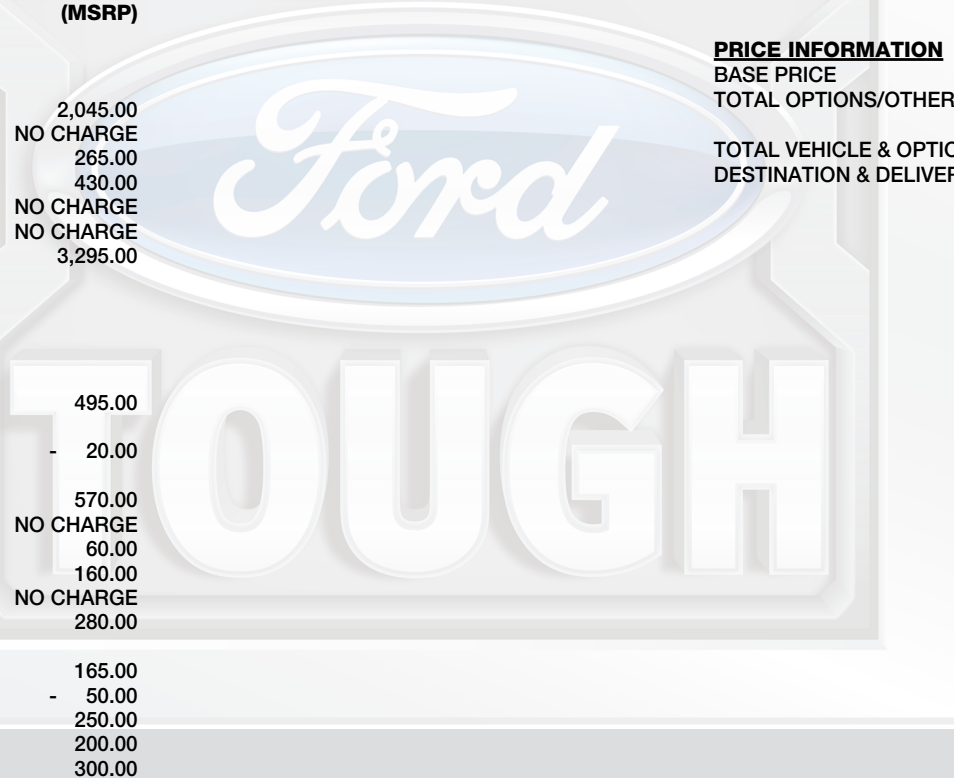 (MSRP)
2,045.00
NO CHARGE
265.00
430.00
NO CHARGE
NO CHARGE
3,295.00
495.00
- 20.00
570.00
NO CHARGE
60.00
160.00
NO CHARGE
280.00
165.00
- 50.00
250.00
200.00
300.00
Ford
TOUGH
PRICE INFORMATION
BASE PRICE
TOTAL OPTIONS/OTHER
TOTAL VEHICLE & OPTIO
DESTINATION & DELIVER